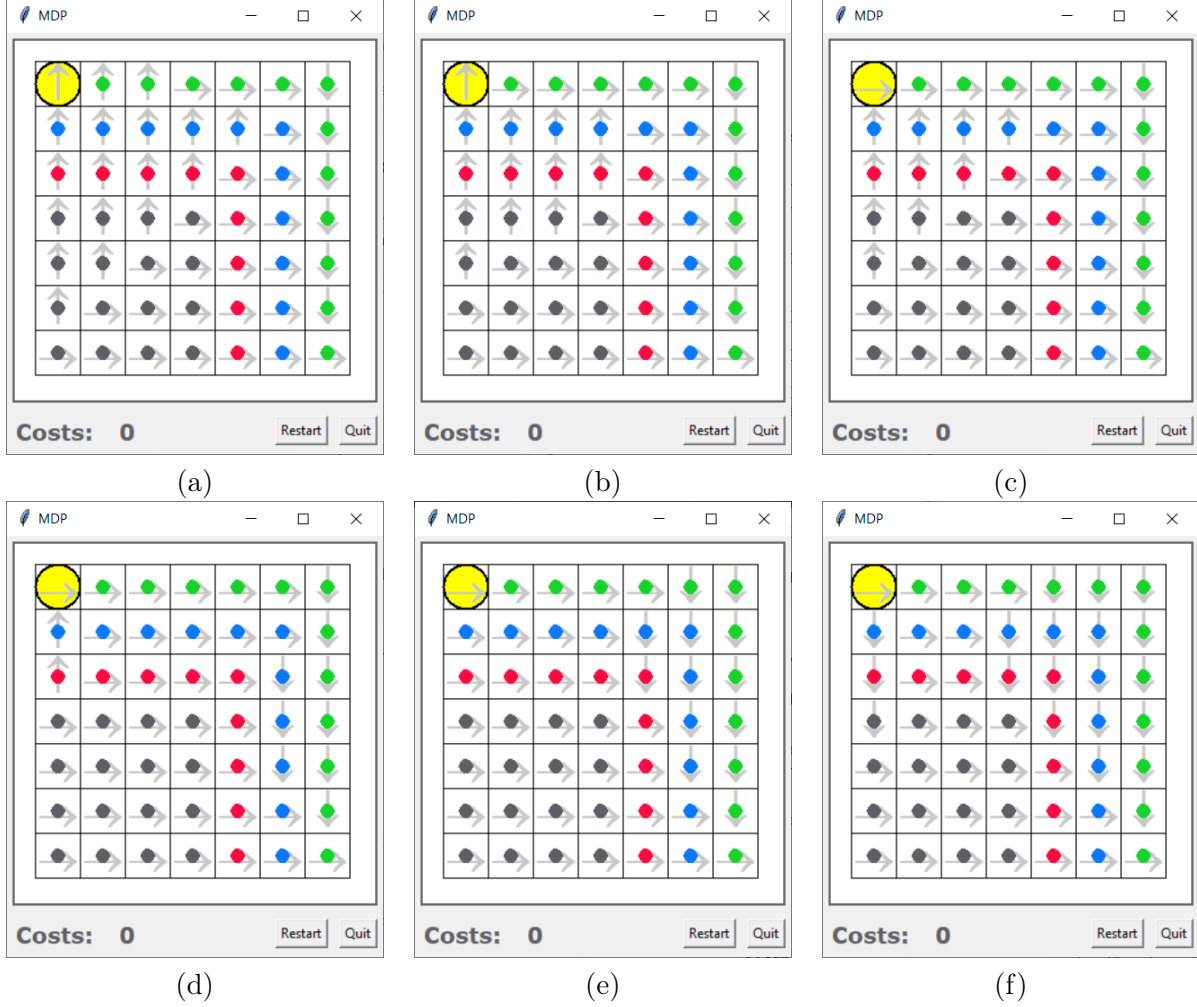 MDP
MDP
MDP
Costs: 0 Restart Quit
Costs: 0 Restart Quit
Costs: 0 Restart Quit
(a)
(b)
(c)
MDP
MDP
MDP
Costs: 0 Restart Quit
Costs: 0 Restart Quit
Costs: 0 Restart Quit
(d)
(e)
(f)